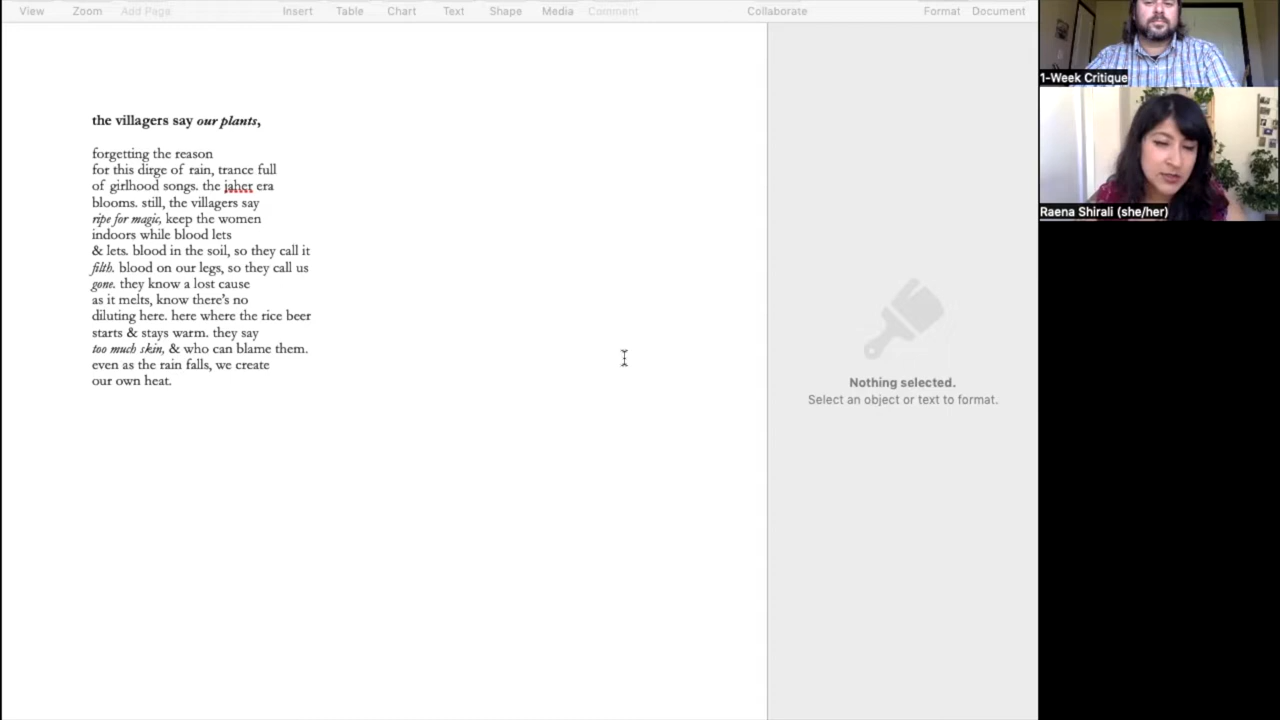 View Zoom Add Page Insert Table Chart Text Shape Media Comment Collaborate Format Document
the villagers say our plants,
forgetting the reason
for this dirge of rain, trance full
of girlhood songs. the jaher era
blooms. still, the villagers say
ripe for magic, keep the women
indoors while blood lets
& lets. blood in the soil, so they call it
filth. blood on our legs, so they call us
gone. they know a lost cause
as it melts, know there's no
diluting here. here where the rice beer
starts & stays warm. they say
too much skin, & who can blame them.
even as the rain falls, we create
our own heat.
Nothing selected.
Select an object or text to format.
1-Week Critique
Raena Shirali (she/her)